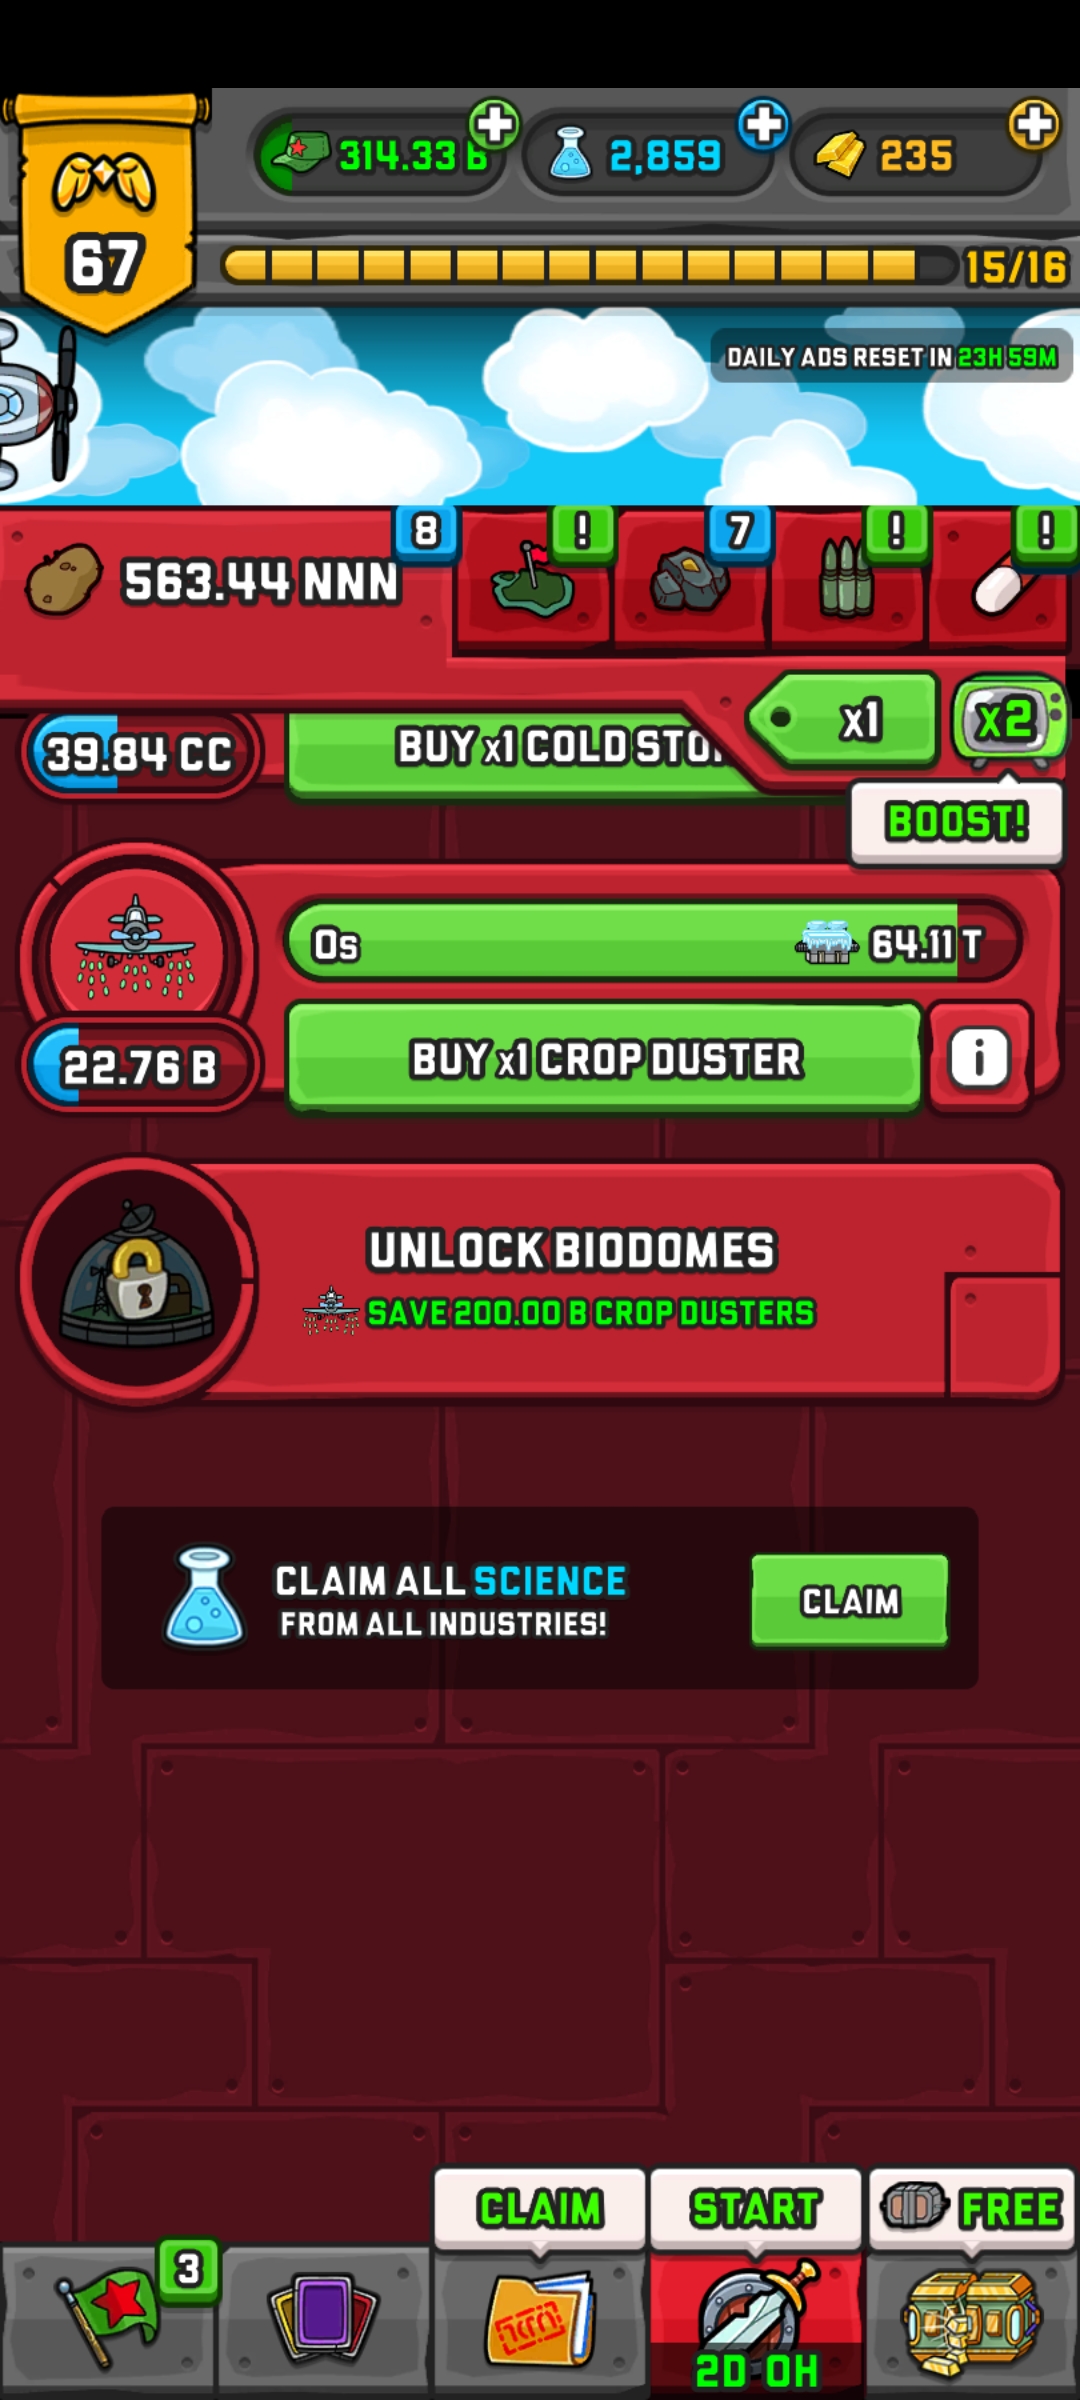 314.33 B
2,859
235
67
15/16
DAILY ADS RESET IN 23H 59M
563.44 NNN
8
!
7
!
!
x1
x2
BOOST!
39.84 CC
BUY x1 COLD
0s
64.11 T
22.76 B
BUY x1 CROP DUSTER
i
UNLOCK BIODOMES
SAVE 200.00 B CROP DUSTERS
CLAIM ALL SCIENCE
FROM ALL INDUSTRIES!
CLAIM
CLAIM
START
FREE
3
2D 0H